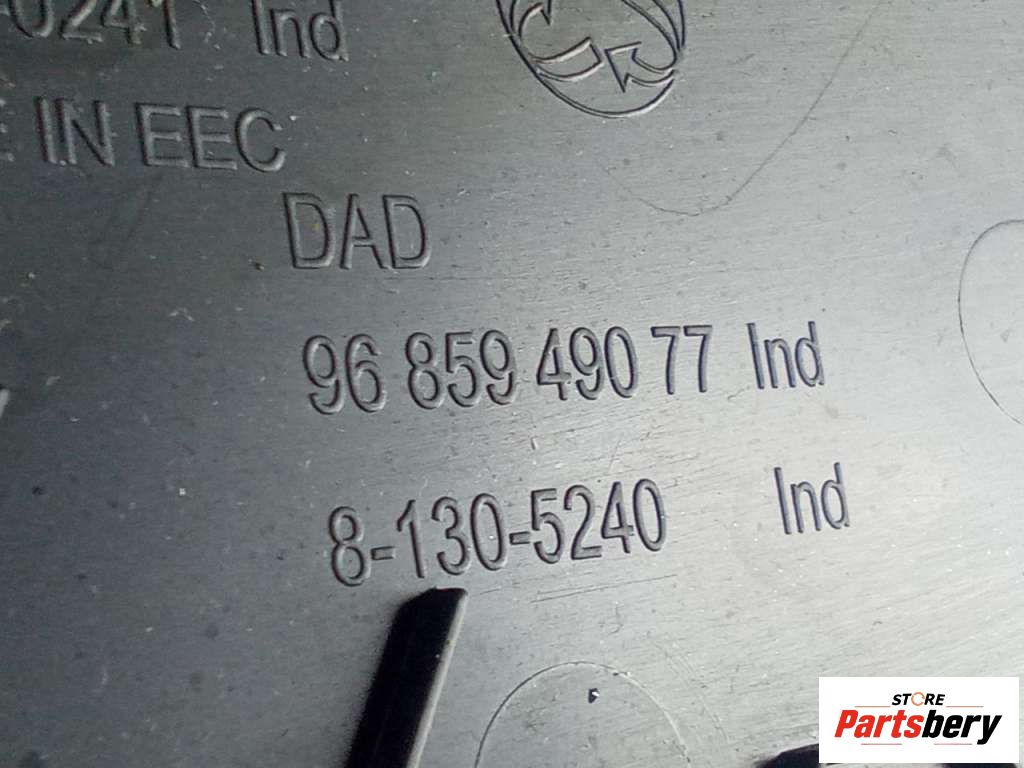 0241 Ind
IN EEC
DAD
96 859 490 77 Ind
8-130-5240 Ind
STORE
Partsbery